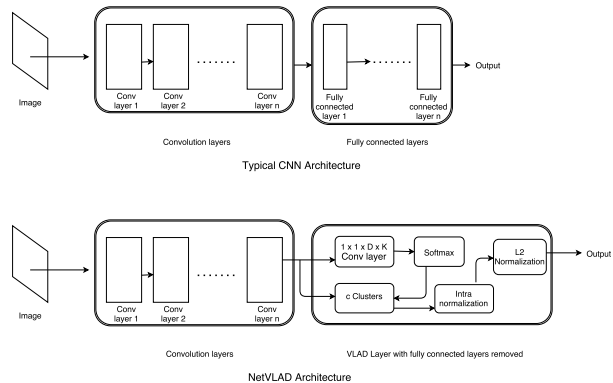 Image
Conv
layer 1
Conv
layer 2
Conv
layer n
Fully
connected
layer 1
Fully
connected
layer n
Output
Convolution layers
Fully connected layers
Typical CNN Architecture
Image
Conv
layer 1
Conv
layer 2
Conv
layer n
1 x 1 x D x K
Conv layer
Softmax
c Clusters
Intra
normalization
L2
Normalization
Output
Convolution layers
VLAD Layer with fully connected layers removed
NetVLAD Architecture